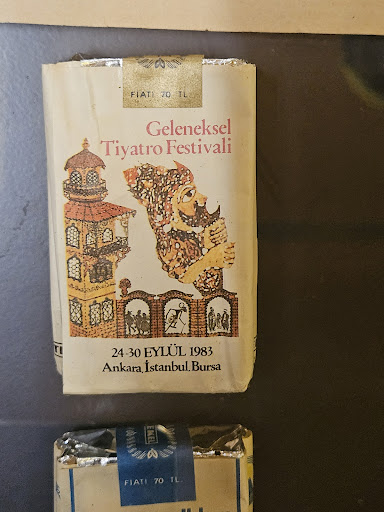 FİATI 70 TL.
Geleneksel
Tiyatro Festivali
24-30 EYLÜL 1983
Ankara, İstanbul, Bursa
FİATI 70 TL.